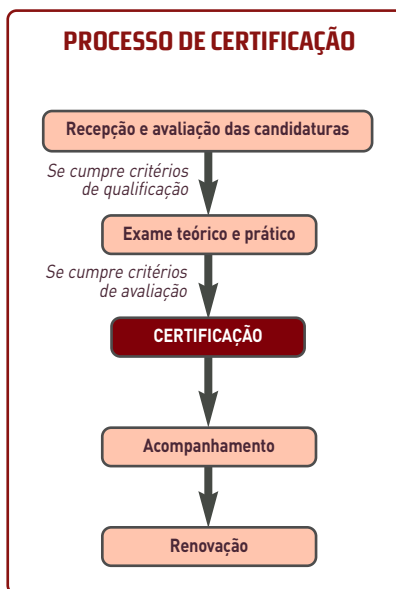 PROCESSO DE CERTIFICAÇÃO
Recepção e avaliação das candidaturas
Se cumpre critérios
de qualificação
Exame teórico e prático
Se cumpre critérios
de avaliação
CERTIFICAÇÃO
Acompanhamento
Renovação